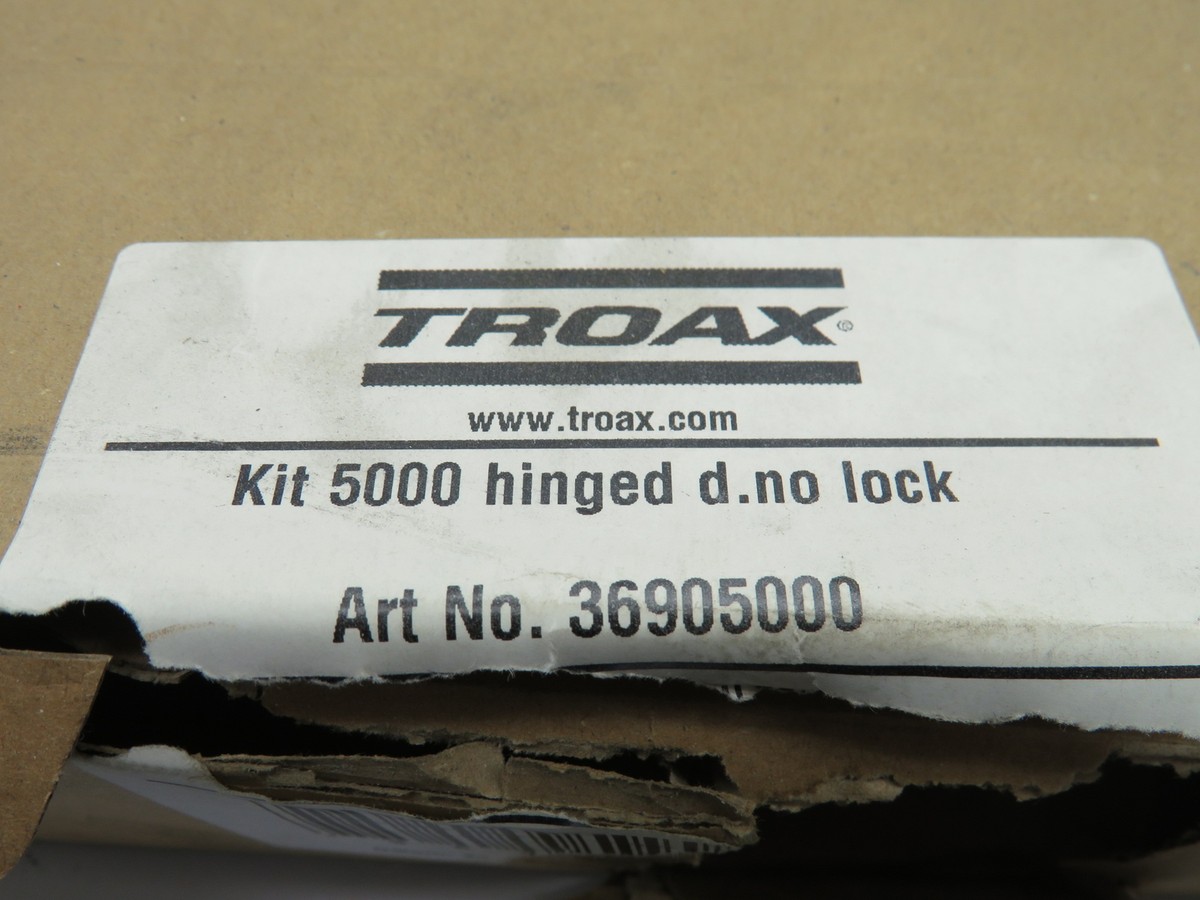 TROAX®
www.troax.com
Kit 5000 hinged d.no lock
Art No. 36905000